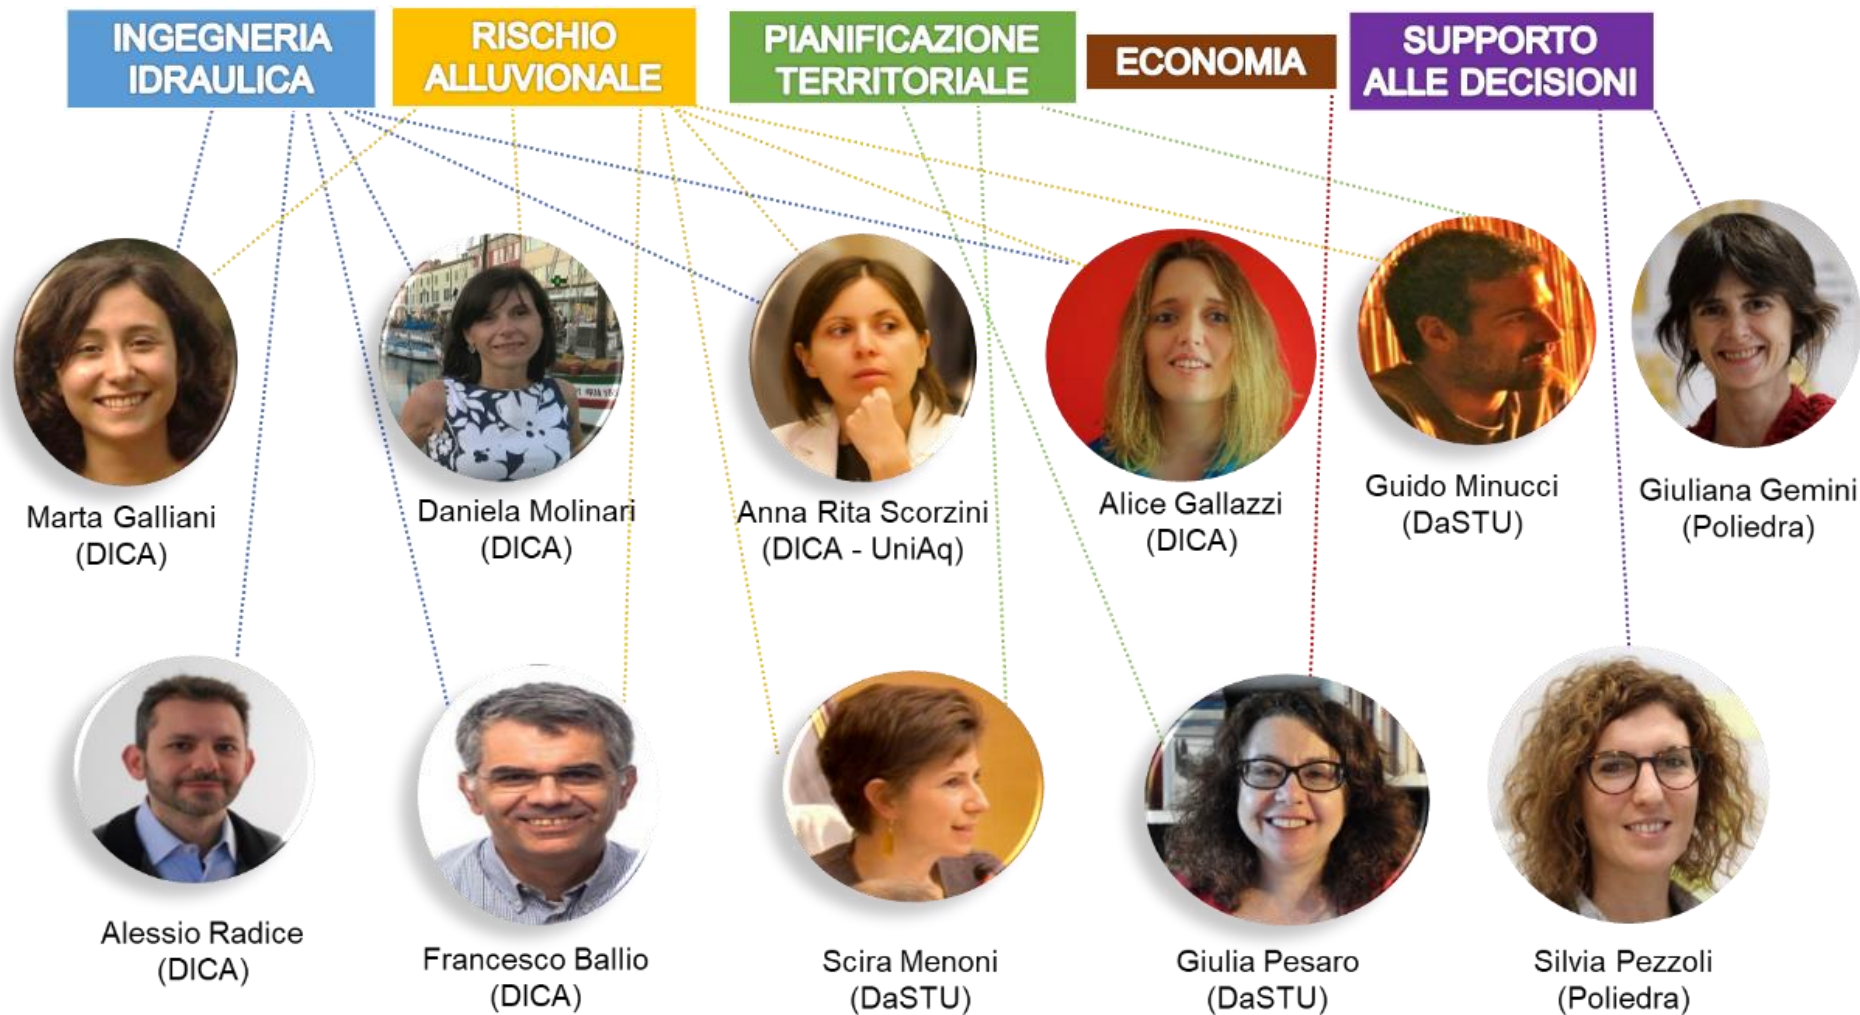 INGEGNERIA
IDRAULICA
RISCHIO
ALLUVIONALE
PIANIFICAZIONE
TERRITORIALE
ECONOMIA
SUPPORTO
ALLE DECISIONI
Marta Galliani
(DICA)
Daniela Molinari
(DICA)
Anna Rita Scorzini
(DICA - UniAq)
Alice Gallazzi
(DICA)
Guido Minucci
(DaSTU)
Giuliana Gemini
(Poliedra)
Alessio Radice
(DICA)
Francesco Ballio
(DICA)
Scira Menoni
(DaSTU)
Giulia Pesaro
(DaSTU)
Silvia Pezzoli
(Poliedra)